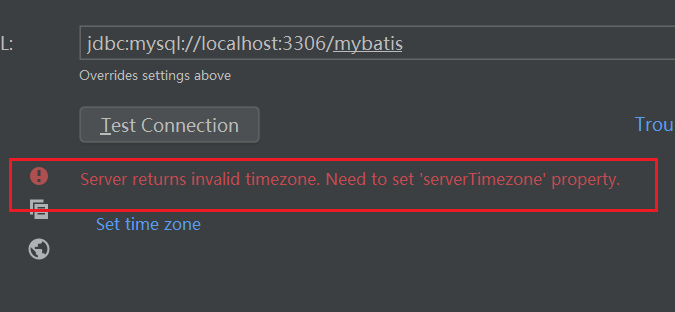 L:
jdbc:mysql://localhost:3306/mybatis
Overrides settings above
Test Connection
Trou
Server returns invalid timezone. Need to set 'serverTimezone' property.
Set time zone